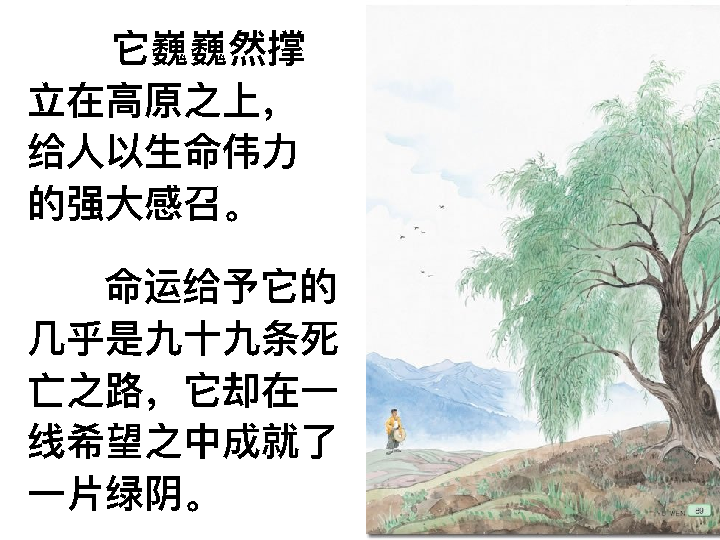 它巍巍然撑
立在高原之上，
给人以生命伟力
的强大感召。
命运给予它的
几乎是九十九条死
亡之路，它却在一
线希望之中成就了
一片绿阴。
WEN 89